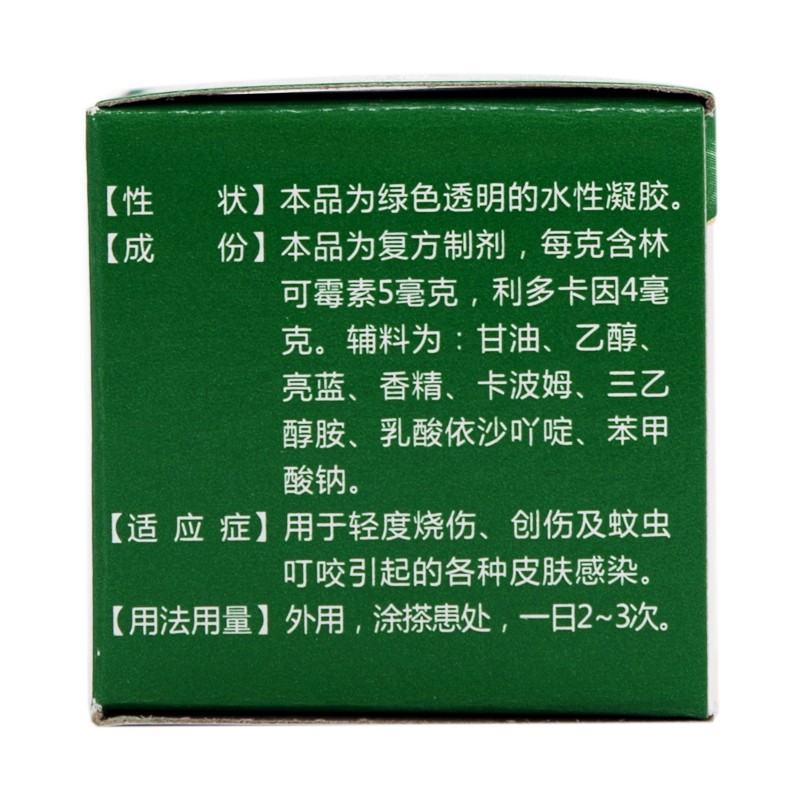 【性 状】本品为绿色透明的水性凝胶。
【成 份】本品为复方制剂，每克含林
可霉素5毫克，利多卡因4毫
克。辅料为：甘油、乙醇、
亮蓝、香精、卡波姆、三乙
醇胺、乳酸依沙吖啶、苯甲
酸钠。
【适 应 症】用于轻度烧伤、创伤及蚊虫
叮咬引起的各种皮肤感染。
【用法用量】外用，涂搽患处，一日2~3次。